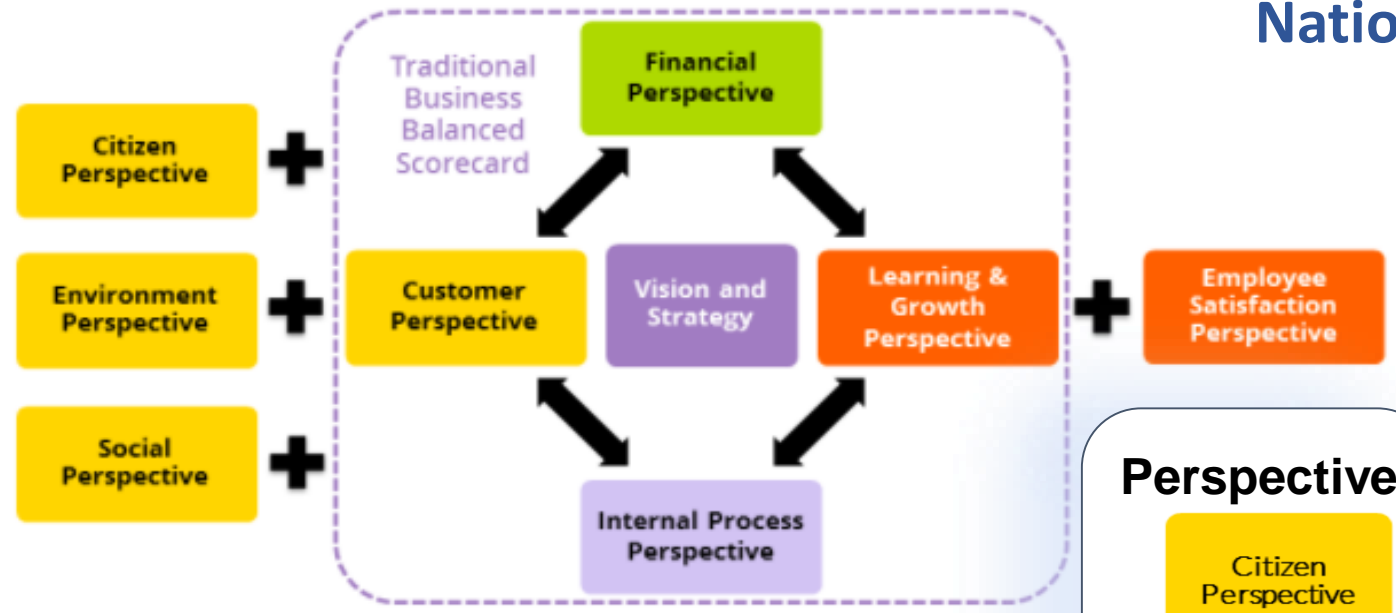 Natio
Traditional
Business
Balanced
Scorecard
Financial
Perspective
Citizen
Perspective
Environment
Perspective
Customer
Perspective
Vision and
Strategy
Learning &
Growth
Perspective
Employee
Satisfaction
Perspective
Social
Perspective
Internal Process
Perspective
Perspective
Citizen
Perspective